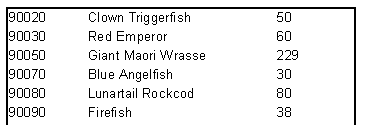 90020 Clown Triggerfish 50
90030 Red Emperor 60
90050 Giant Maori Wrasse 229
90070 Blue Angelfish 30
90080 Lunartail Rockcod 80
90090 Firefish 38